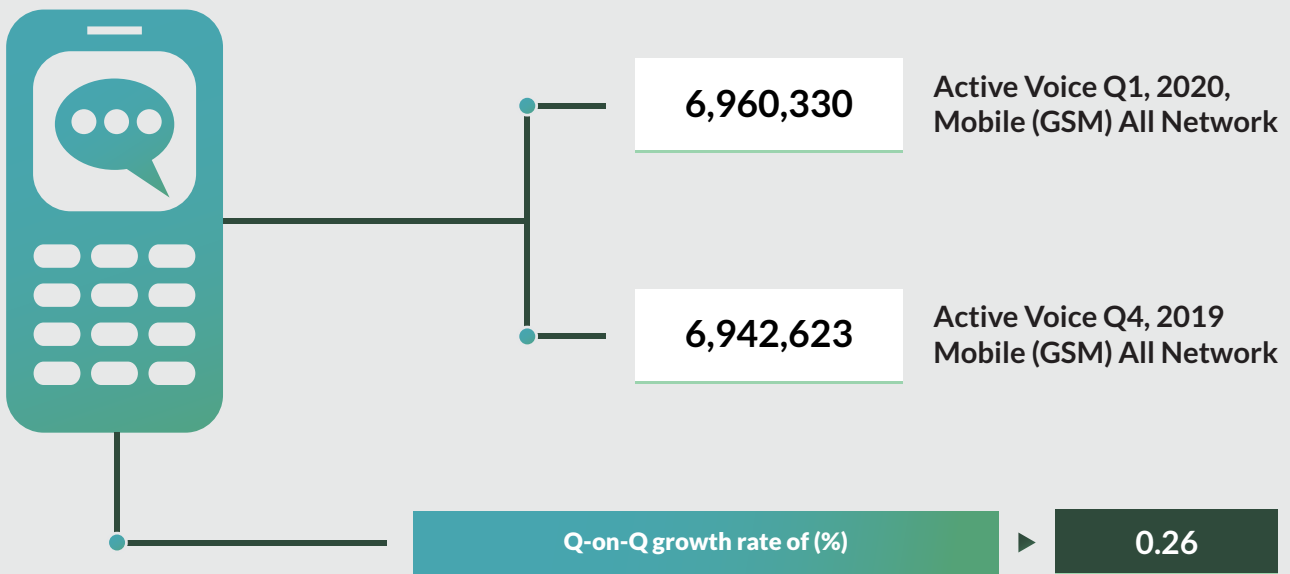 6,960,330
Active Voice Q1, 2020,
Mobile (GSM) All Network
6,942,623
Active Voice Q4, 2019
Mobile (GSM) All Network
Q-on-Q growth rate of (%)
0.26